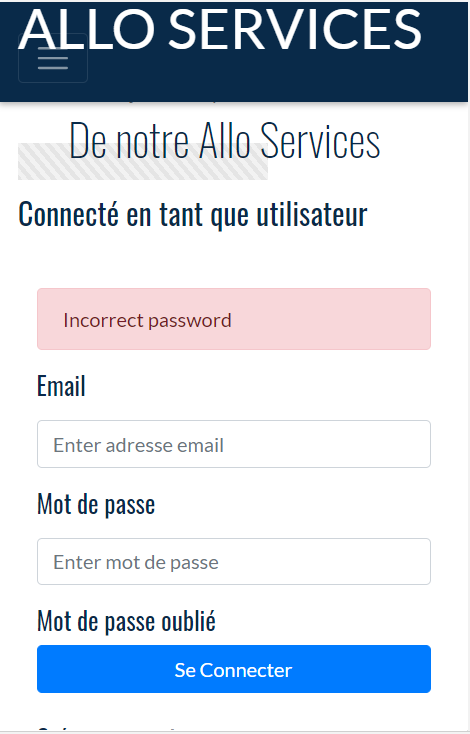 ALLO SERVICES
De notre Allo Services
Connecté en tant que utilisateur
Incorrect password
Email
Enter adresse email
Mot de passe
Enter mot de passe
Mot de passe oublié
Se Connecter